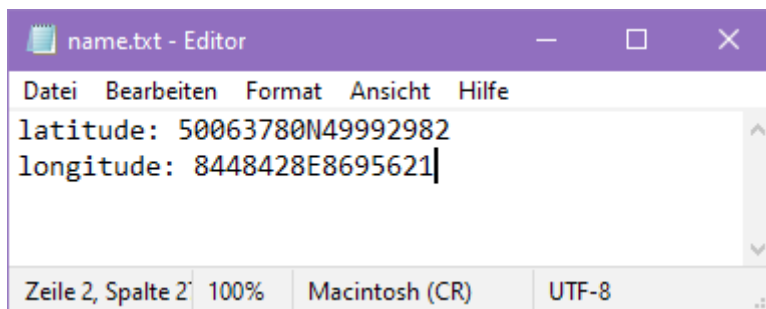 name.txt - Editor
Datei Bearbeiten Format Ansicht Hilfe
latitude: 50063780N49992982
longitude: 8448428E8695621
Zeile 2, Spalte 2 100% Macintosh (CR) UTF-8